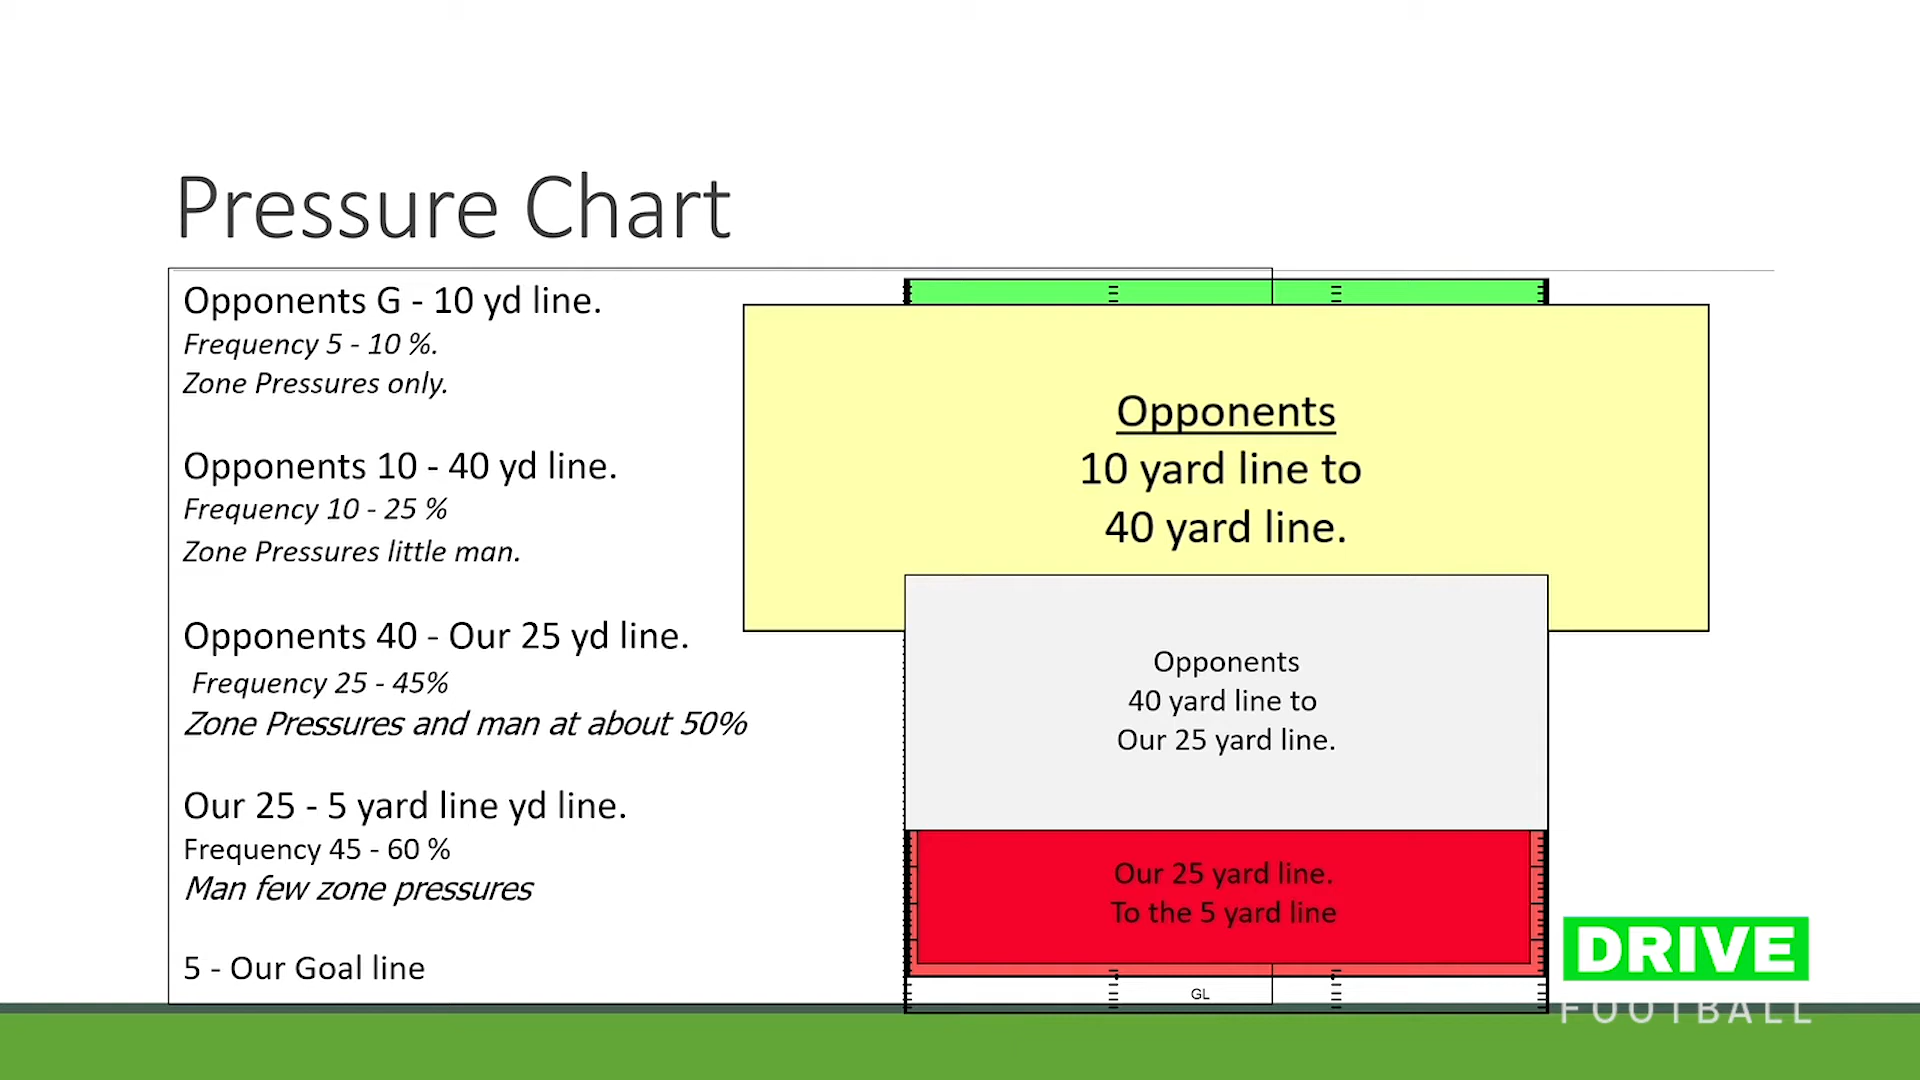 Pressure Chart
Opponents G - 10 yd line.
Frequency 5 - 10 %.
Zone Pressures only.
Opponents 10 - 40 yd line.
Frequency 10 - 25 %
Zone Pressures little man.
Opponents 40 - Our 25 yd line.
Frequency 25 - 45%
Zone Pressures and man at about 50%
Our 25 - 5 yard line yd line.
Frequency 45 - 60 %
Man few zone pressures
5 - Our Goal line
Opponents
10 yard line to
40 yard line.
Opponents
40 yard line to
Our 25 yard line.
Our 25 yard line.
To the 5 yard line
GL
DRIVE
FOOTBALL